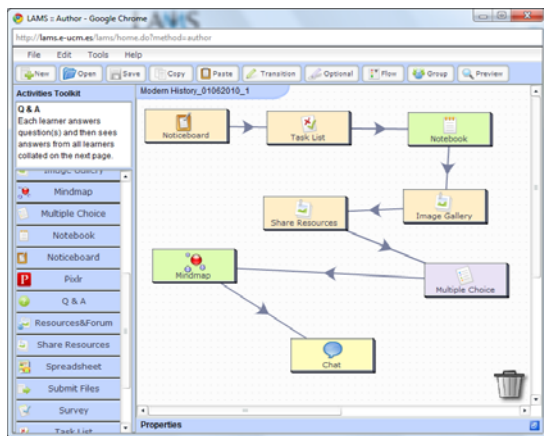 LAMS :: Author - Google Chrome
LAMS
http://lams.e-ucm.es/lams/home.do?method=author
File Edit Tools Help
New Open Save Copy Paste Transition Optional Flow Group Preview
Activities Toolkit
Modern History_01062010_1
Q & A
Each learner answers
question(s) and then sees
answers from all learners
collated on the next page.
Image Gallery
Mindmap
Multiple Choice
Notebook
Noticeboard
Pixlr
Q & A
Resources&Forum
Share Resources
Spreadsheet
Submit Files
Survey
Task List
Noticeboard
Task List
Notebook
Image Gallery
Share Resources
Multiple Choice
Mindmap
Chat
Properties